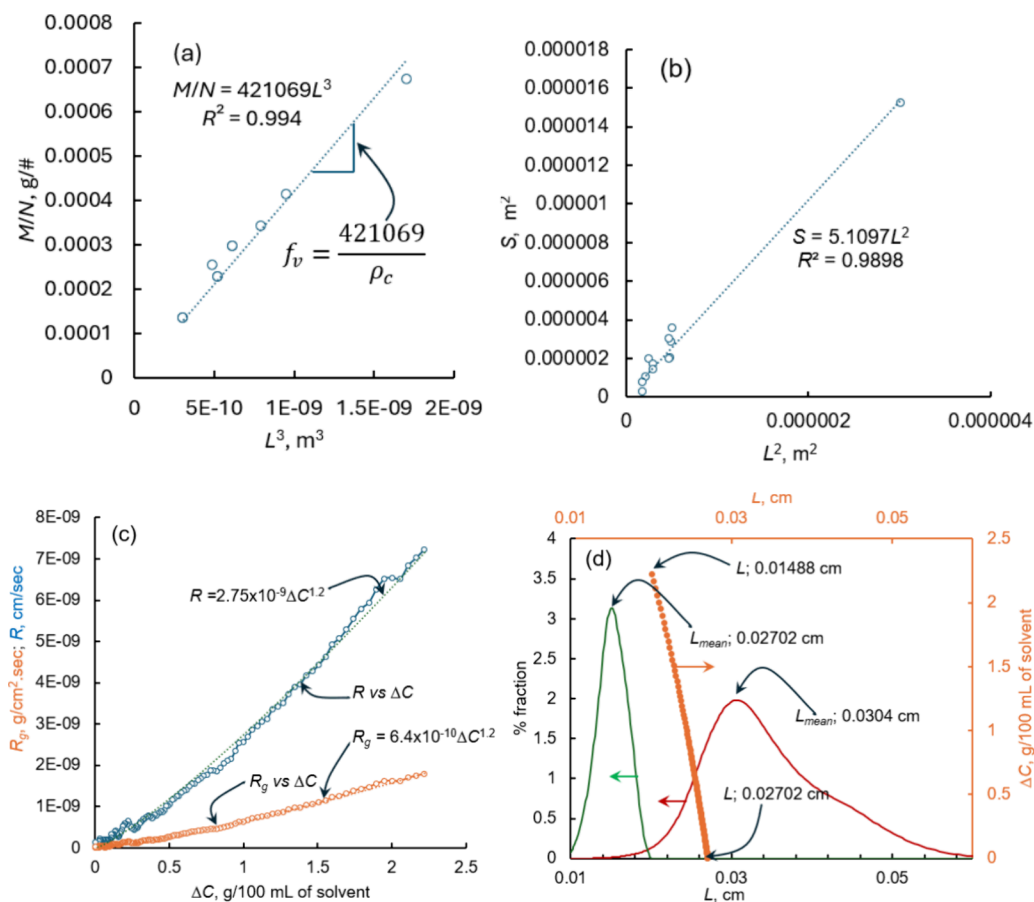 (a)
M/N = 421069L³
R² = 0.994
f_v = 421069 / ρ_c
0.0008
0.0007
0.0006
0.0005
0.0004
0.0003
0.0002
0.0001
0
M/N, g/#
0 5E-10 1E-09 1.5E-09 2E-09
L³, m³
(b)
0.000018
0.000016
0.000014
0.000012
0.00001
0.000008
0.000006
0.000004
0.000002
0
S, m²
S = 5.1097L²
R² = 0.9898
0 0.000002 0.000004
L², m²
(c)
8E-09
7E-09
6E-09
5E-09
4E-09
3E-09
2E-09
1E-09
0
R_g, g/cm².sec; R, cm/sec
R =2.75x10⁻⁹ΔC¹·²
R vs ΔC
R_g = 6.4x10⁻¹⁰ΔC¹·²
R_g vs ΔC
0 0.5 1 1.5 2 2.5
ΔC, g/100 mL of solvent
L, cm
0.01 0.03 0.05
(d)
4
3.5
3
2.5
2
1.5
1
0.5
0
% fraction
L; 0.01488 cm
L_mean; 0.02702 cm
L_mean; 0.0304 cm
L; 0.02702 cm
2.5
2
1.5
1
0.5
0
ΔC, g/100 mL of solvent
0.01 0.03 0.05
L, cm